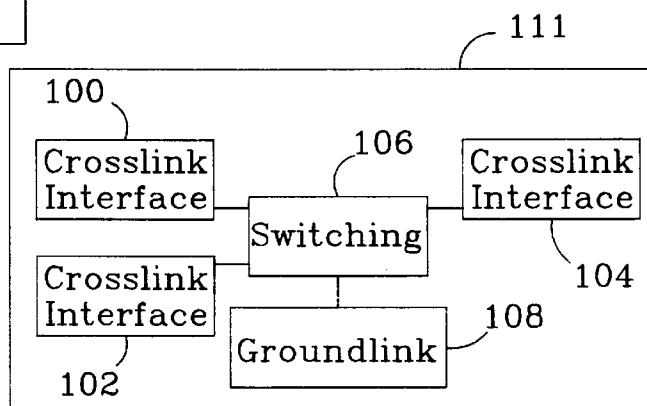 111
100
Crosslink
Interface
106
Crosslink
Interface
Switching
104
Crosslink
Interface
102
Groundlink
108